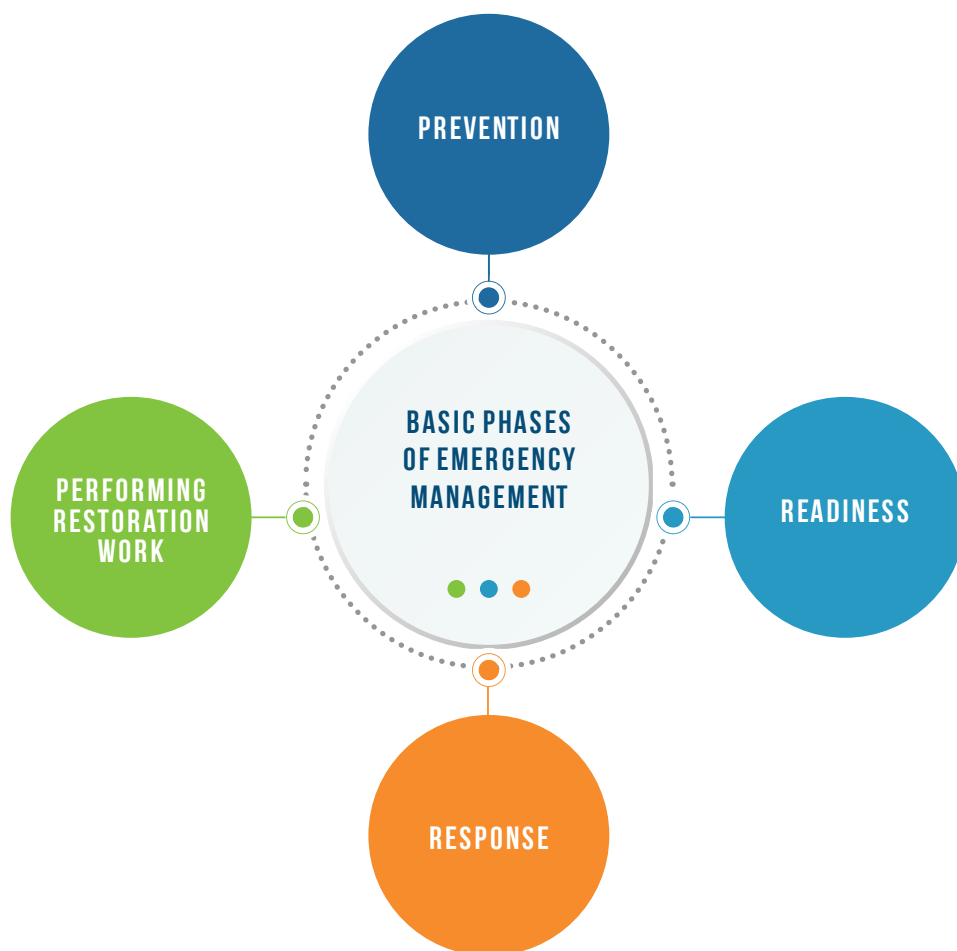 PREVENTION
BASIC PHASES
OF EMERGENCY
MANAGEMENT
PERFORMING
RESTORATION
WORK
READINESS
RESPONSE